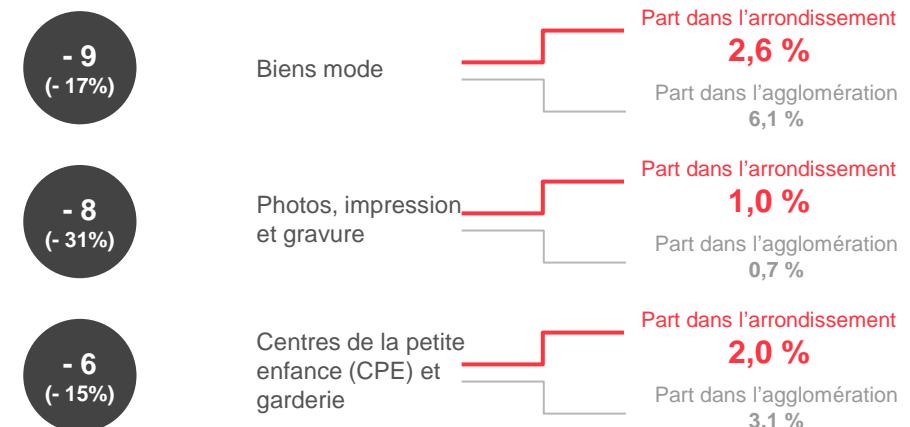 - 9
(- 17%)
Biens mode
Part dans l'arrondissement
2,6 %
Part dans l'agglomération
6,1 %
- 8
(- 31%)
Photos, impression
et gravure
Part dans l'arrondissement
1,0 %
Part dans l'agglomération
0,7 %
- 6
(- 15%)
Centres de la petite
enfance (CPE) et
garderie
Part dans l'arrondissement
2,0 %
Part dans l'agglomération
3,1 %